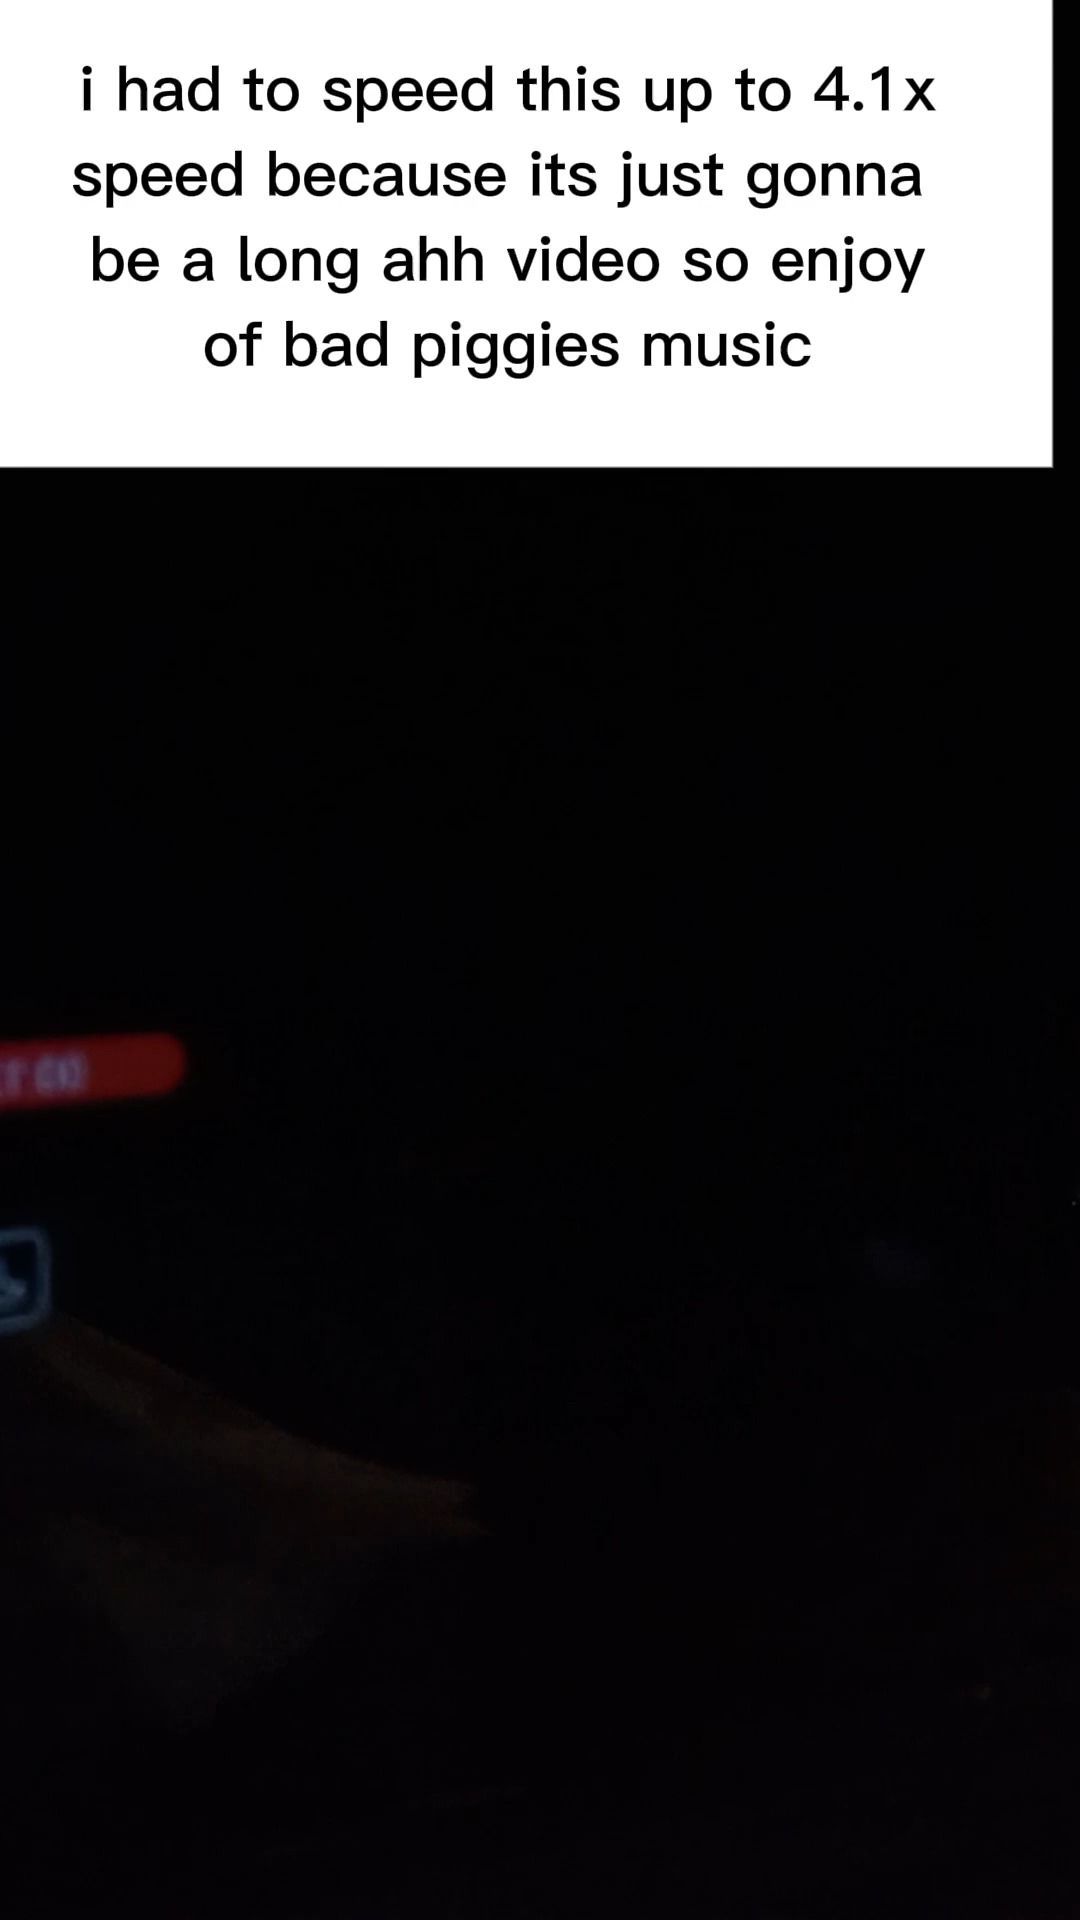 i had to speed this up to 4.1x
speed because its just gonna
be a long ahh video so enjoy
of bad piggies music